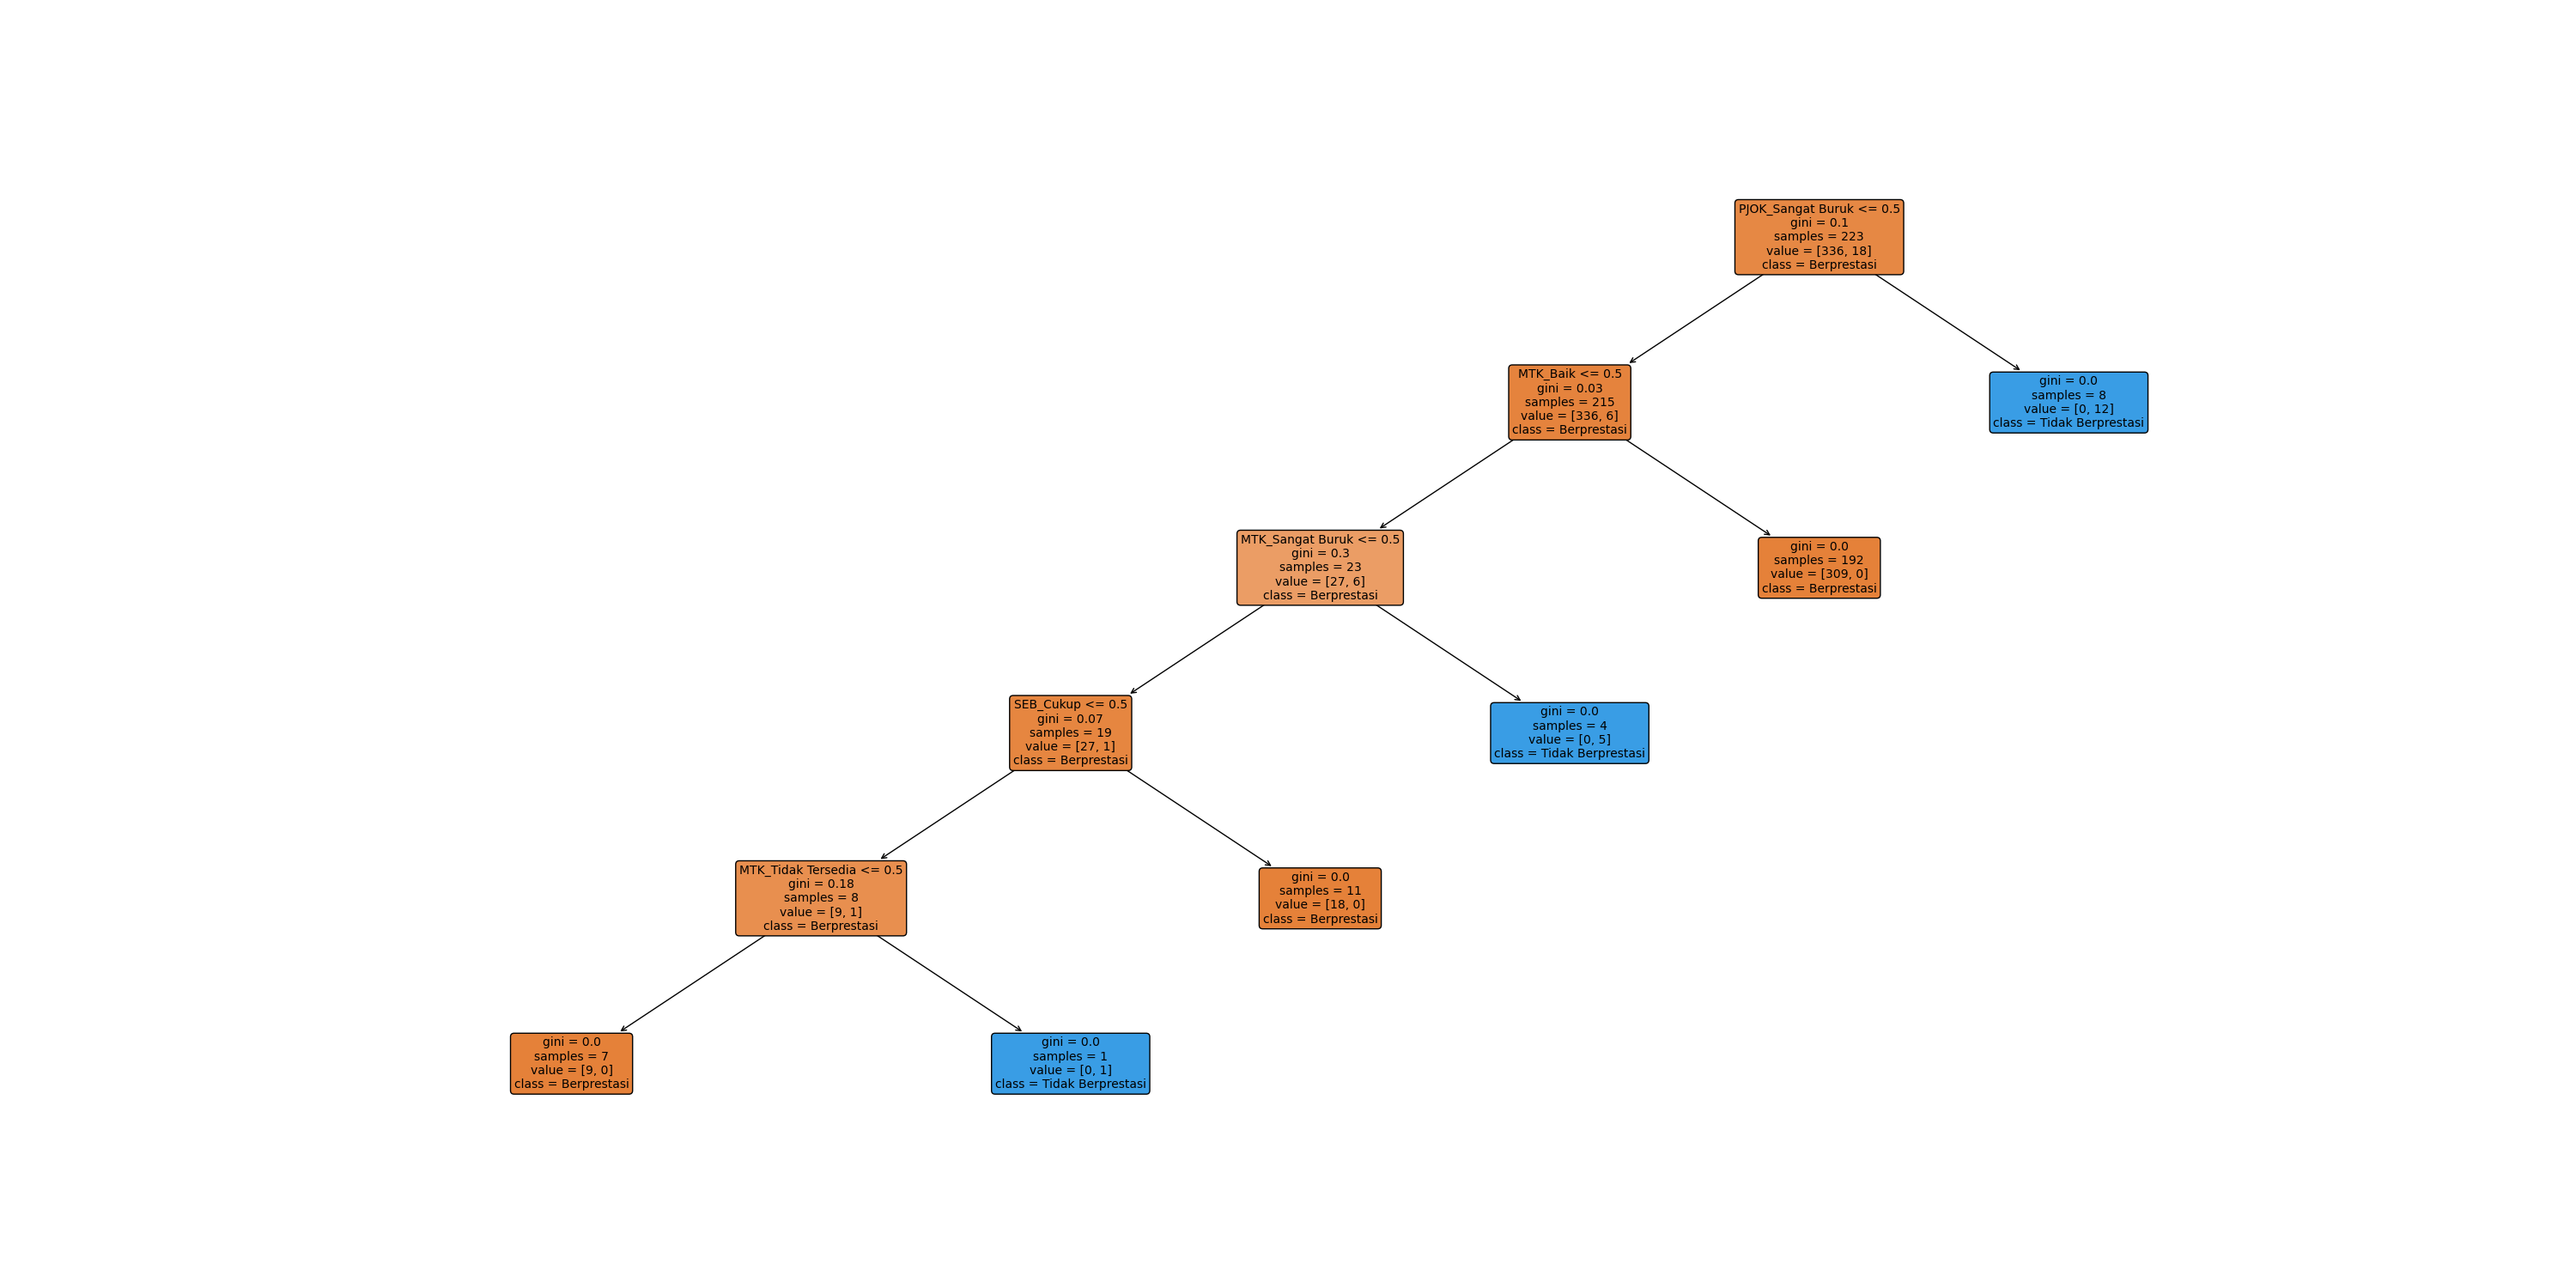 PJOK_Sangat Buruk <= 0.5
gini = 0.1
samples = 223
value = [336, 18]
class = Berprestasi
MTK_Baik <= 0.5
gini = 0.03
samples = 215
value = [336, 6]
class = Berprestasi
gini = 0.0
samples = 8
value = [0, 12]
class = Tidak Berprestasi
MTK_Sangat Buruk <= 0.5
gini = 0.3
samples = 23
value = [27, 6]
class = Berprestasi
gini = 0.0
samples = 192
value = [309, 0]
class = Berprestasi
SEB_Cukup <= 0.5
gini = 0.07
samples = 19
value = [27, 1]
class = Berprestasi
gini = 0.0
samples = 4
value = [0, 5]
class = Tidak Berprestasi
MTK_Tidak Tersedia <= 0.5
gini = 0.18
samples = 8
value = [9, 1]
class = Berprestasi
gini = 0.0
samples = 11
value = [18, 0]
class = Berprestasi
gini = 0.0
samples = 7
value = [9, 0]
class = Berprestasi
gini = 0.0
samples = 1
value = [0, 1]
class = Tidak Berprestasi